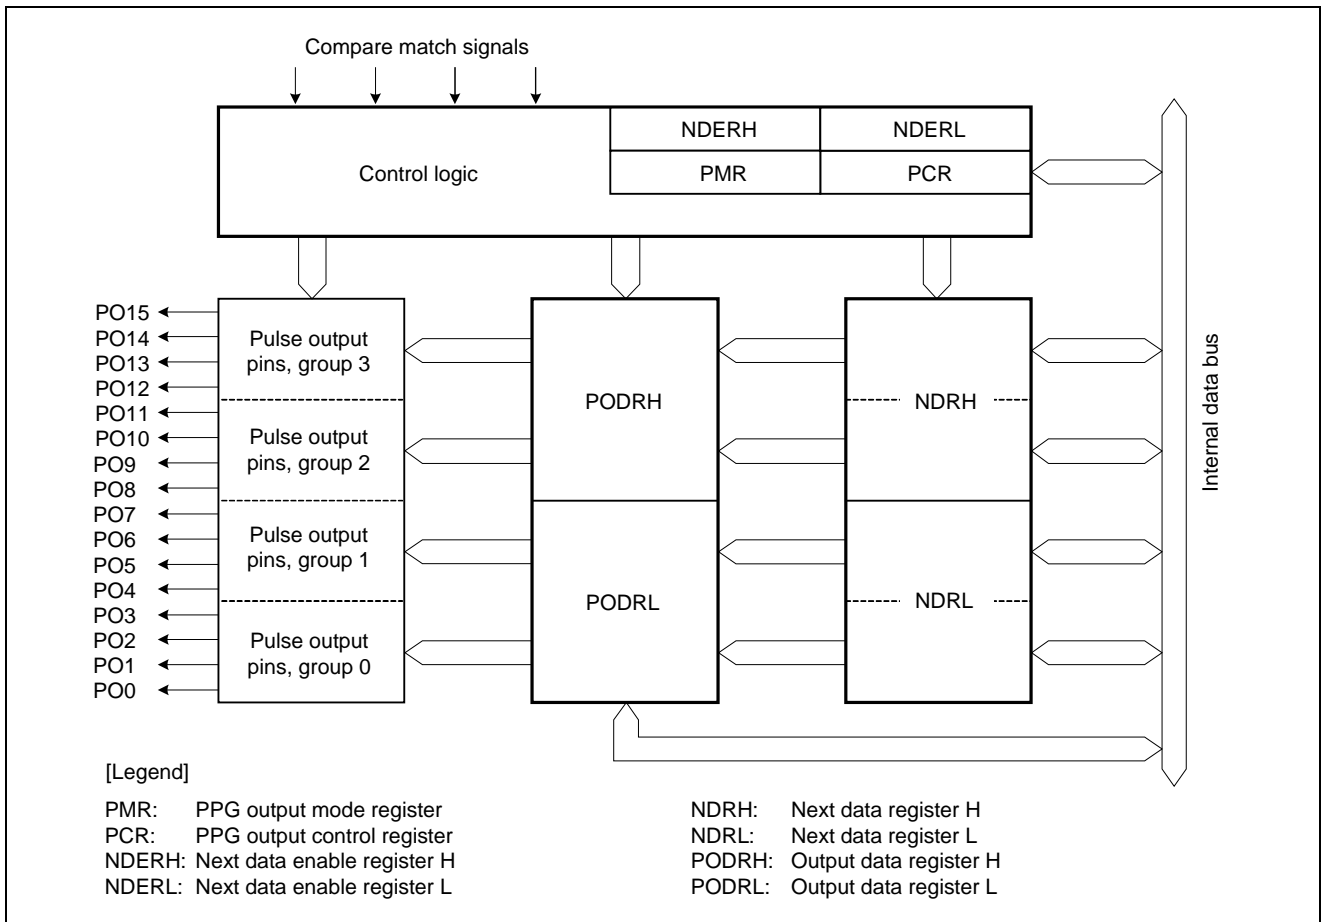 Compare match signals
NDERH
NDERL
Control logic
PMR
PCR
PO15
PO14
PO13
PO12
PO11
PO10
PO9
PO8
PO7
PO6
PO5
PO4
PO3
PO2
PO1
PO0
Pulse output
pins, group 3
Pulse output
pins, group 2
Pulse output
pins, group 1
Pulse output
pins, group 0
PODRH
PODRL
NDRH
NDRL
Internal data bus
[Legend]
PMR: PPG output mode register
PCR: PPG output control register
NDERH: Next data enable register H
NDERL: Next data enable register L
NDRH: Next data register H
NDRL: Next data register L
PODRH: Output data register H
PODRL: Output data register L